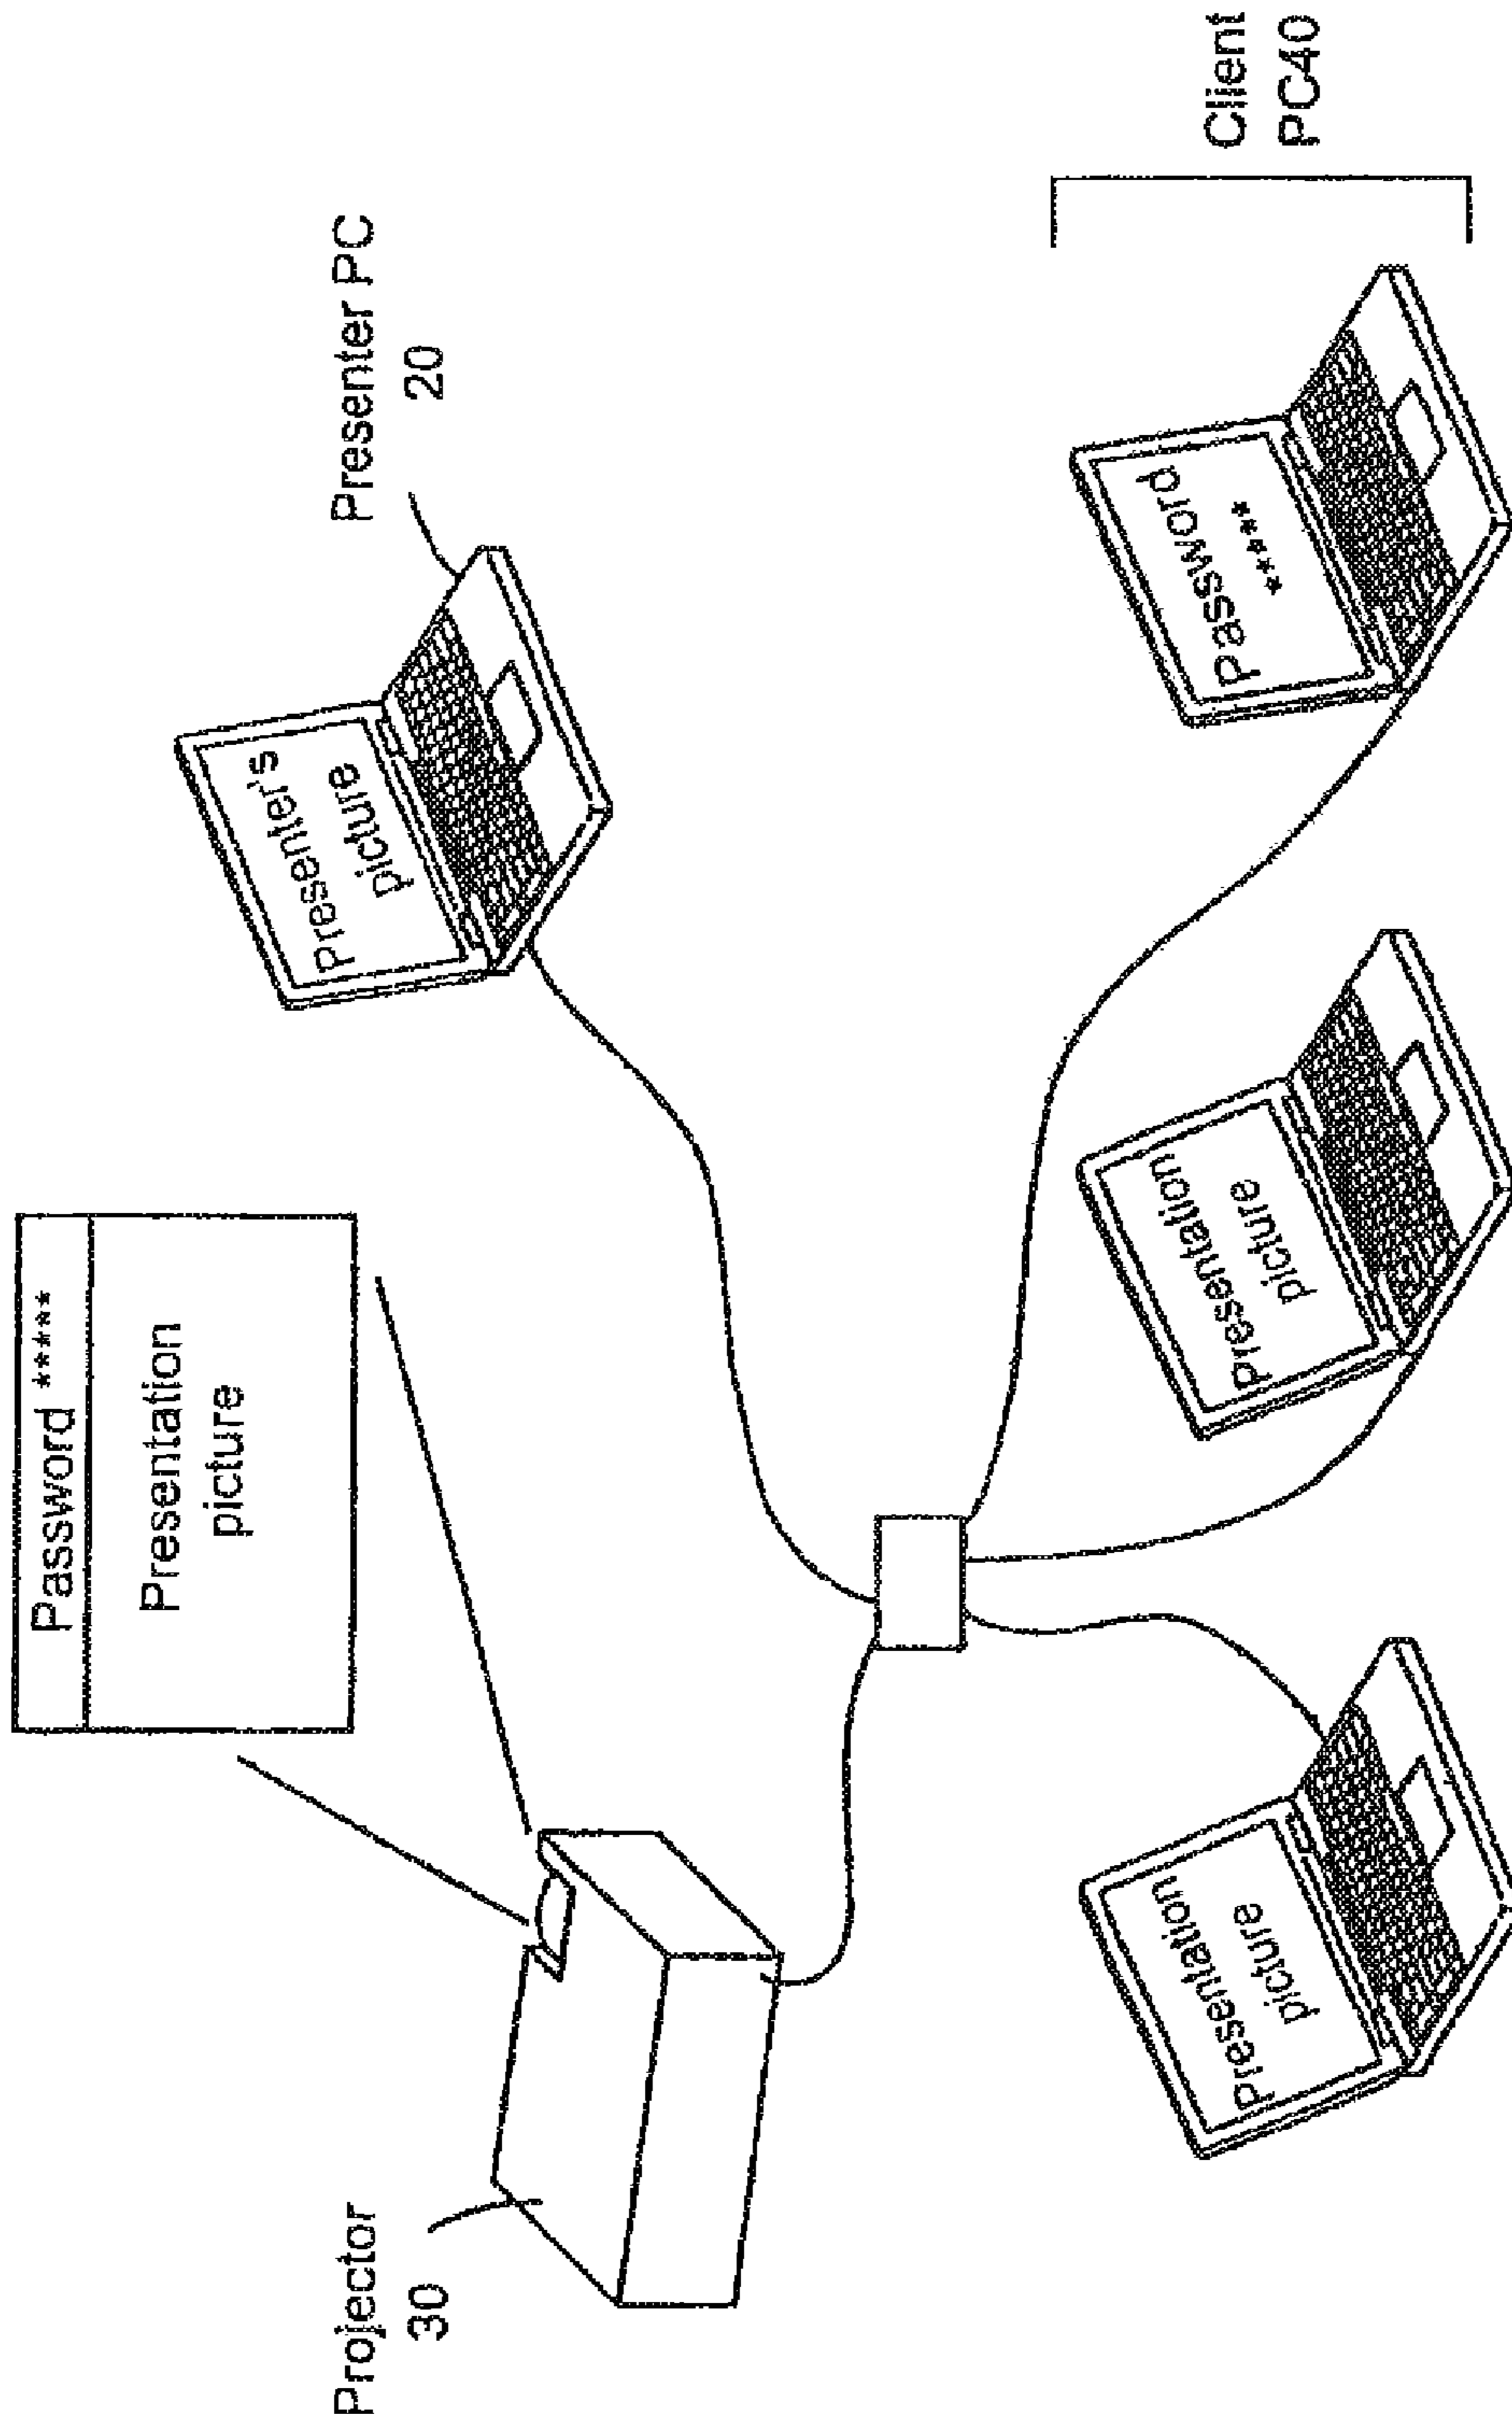 Password *****
Presentation
picture
Projector
30
Presenter's
picture
Presenter PC
20
Presentation
picture
Presentation
picture
Password
******
Client
PC40